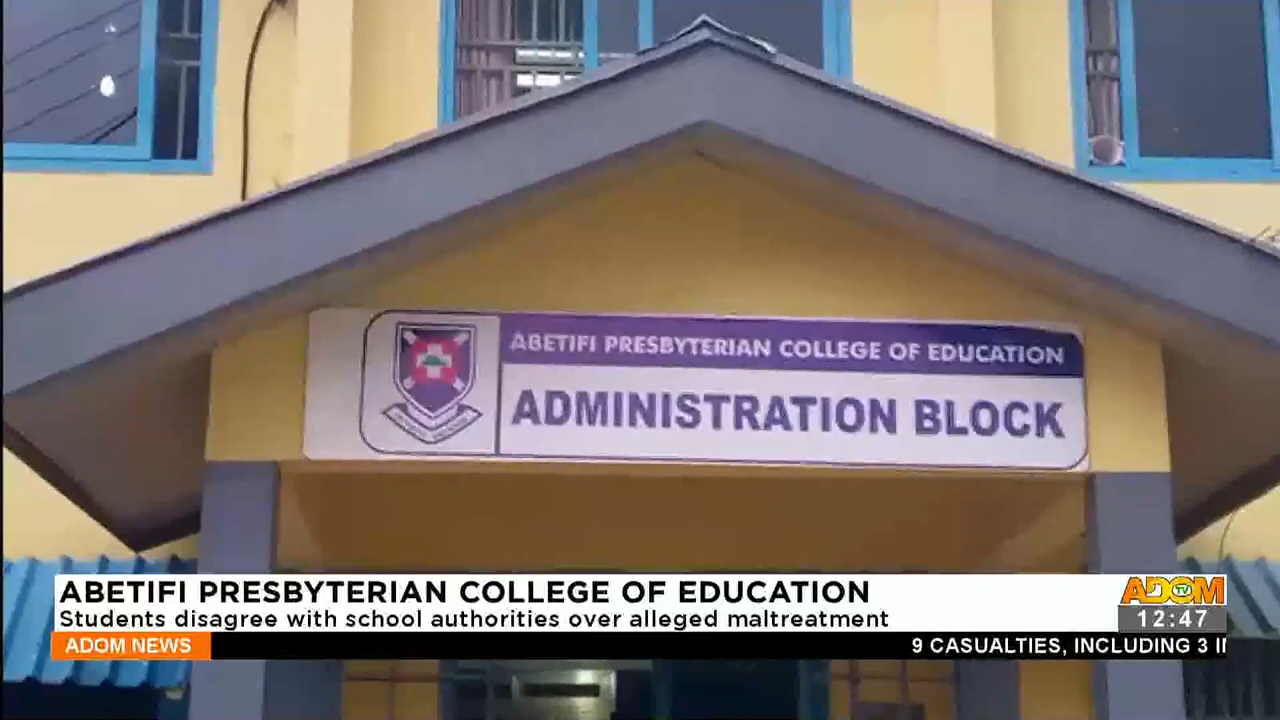 ABETIFI PRESBYTERIAN COLLEGE OF EDUCATION
ADMINISTRATION BLOCK
ABETIFI PRESBYTERIAN COLLEGE OF EDUCATION
Students disagree with school authorities over alleged maltreatment
ADOM
TV
12:47
ADOM NEWS
9 CASUALTIES, INCLUDING 3